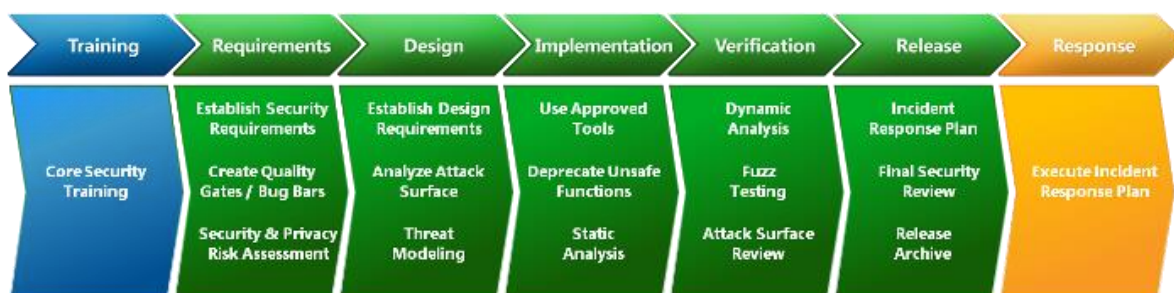 Training
Requirements
Design
Implementation
Verification
Release
Response
Core Security
Training
Establish Security
Requirements
Create Quality
Gates / Bug Bars
Security & Privacy
Risk Assessment
Establish Design
Requirements
Analyze Attack
Surface
Threat
Modeling
Use Approved
Tools
Deprecate Unsafe
Functions
Static
Analysis
Dynamic
Analysis
Fuzz
Testing
Attack Surface
Review
Incident
Response Plan
Final Security
Review
Release
Archive
Execute Incident
Response Plan